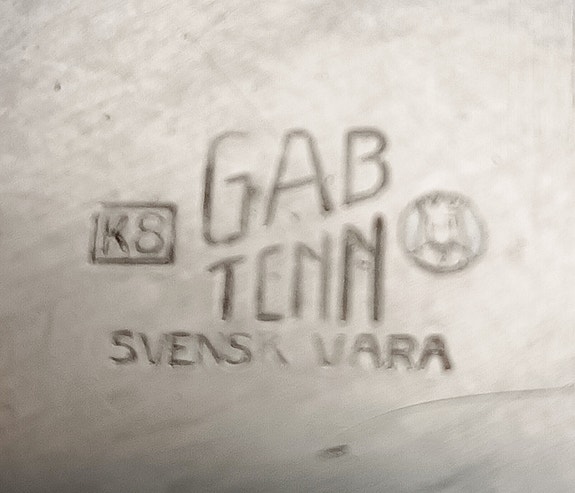 GAB
K8 TENN
SVENSK VARA